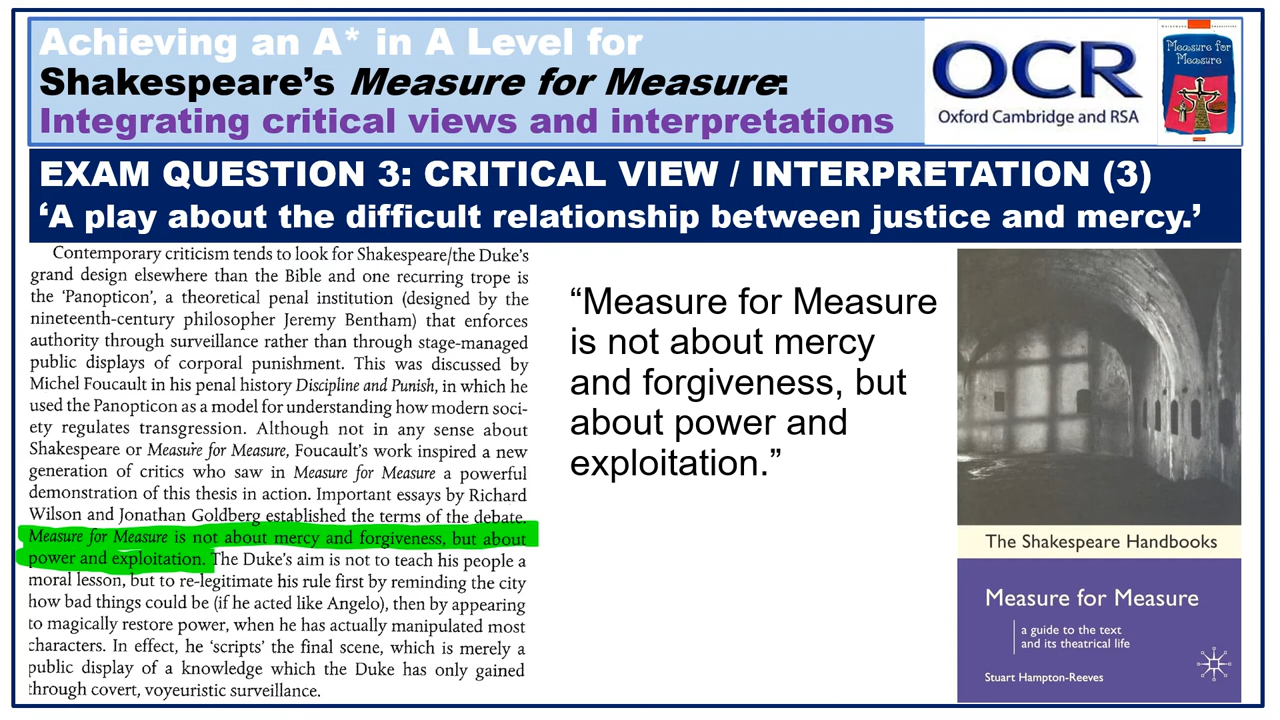 Achieving an A* in A Level for
Shakespeare's Measure for Measure:
Integrating critical views and interpretations
OCR
Oxford Cambridge and RSA
Measure for
Measure
EXAM QUESTION 3: CRITICAL VIEW / INTERPRETATION (3)
‘A play about the difficult relationship between justice and mercy.’
Contemporary criticism tends to look for Shakespeare/the Duke's
grand design elsewhere than the Bible and one recurring trope is
the ‘Panopticon’, a theoretical penal institution (designed by the
nineteenth-century philosopher Jeremy Bentham) that enforces
authority through surveillance rather than through stage-managed
public displays of corporal punishment. This was discussed by
Michel Foucault in his penal history Discipline and Punish, in which he
used the Panopticon as a model for understanding how modern soci-
ety regulates transgression. Although not in any sense about
Shakespeare or Measure for Measure, Foucault's work inspired a new
generation of critics who saw in Measure for Measure a powerful
demonstration of this thesis in action. Important essays by Richard
Wilson and Jonathan Goldberg established the terms of the debate.
Measure for Measure is not about mercy and forgiveness, but about
power and exploitation. The Duke's aim is not to teach his people a
moral lesson, but to re-legitimate his rule first by reminding the city
how bad things could be (if he acted like Angelo), then by appearing
to magically restore power, when he has actually manipulated most
characters. In effect, he ‘scripts’ the final scene, which is merely a
public display of a knowledge which the Duke has only gained
through covert, voyeuristic surveillance.
“Measure for Measure
is not about mercy
and forgiveness, but
about power and
exploitation.”
The Shakespeare Handbooks
Measure for Measure
a guide to the text
and its theatrical life
Stuart Hampton-Reeves